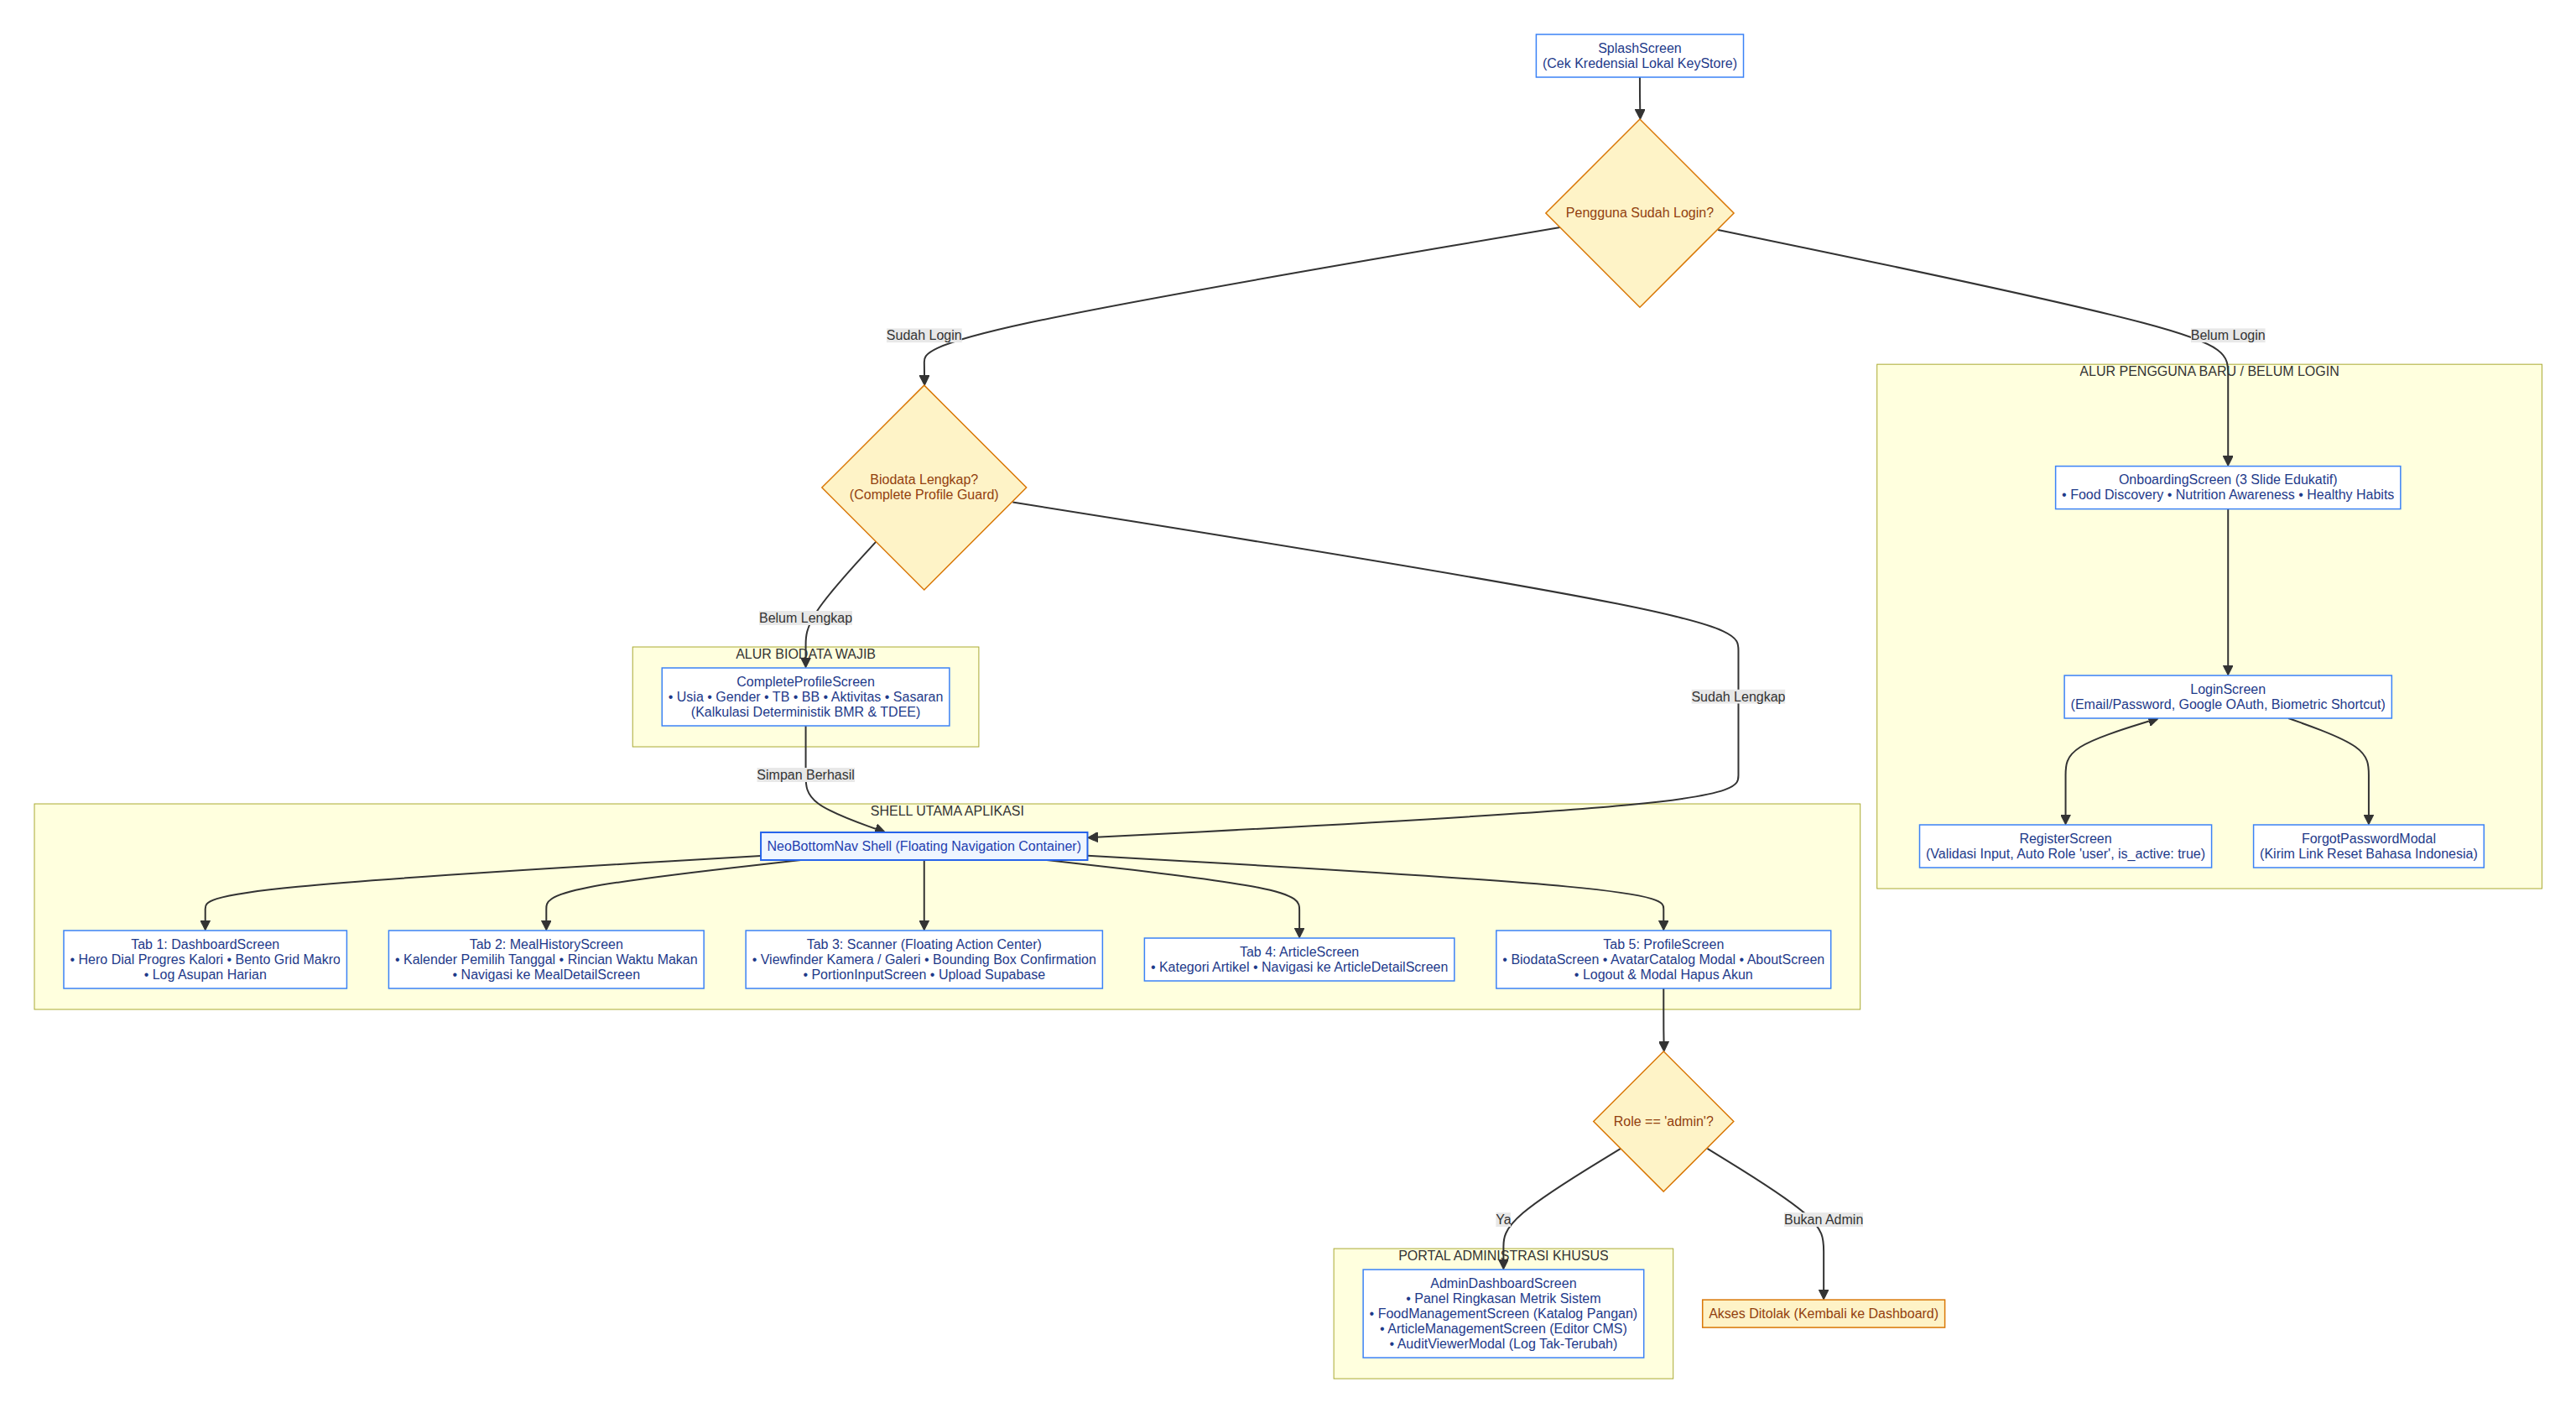 SplashScreen
(Cek Kredensial Lokal KeyStore)
Pengguna Sudah Login?
Sudah Login
Belum Login
ALUR PENGGUNA BARU / BELUM LOGIN
Biodata Lengkap?
(Complete Profile Guard)
OnboardingScreen (3 Slide Edukatif)
• Food Discovery • Nutrition Awareness • Healthy Habits
Belum Lengkap
ALUR BIODATA WAJIB
CompleteProfileScreen
• Usia • Gender • TB • BB • Aktivitas • Sasaran
(Kalkulasi Deterministik BMR & TDEE)
Sudah Lengkap
LoginScreen
(Email/Password, Google OAuth, Biometric Shortcut)
Simpan Berhasil
SHELL UTAMA APLIKASI
NeoBottomNav Shell (Floating Navigation Container)
RegisterScreen
(Validasi Input, Auto Role 'user', is_active: true)
ForgotPasswordModal
(Kirim Link Reset Bahasa Indonesia)
Tab 1: DashboardScreen
• Hero Dial Progres Kalori • Bento Grid Makro
• Log Asupan Harian
Tab 2: MealHistoryScreen
• Kalender Pemilih Tanggal • Rincian Waktu Makan
• Navigasi ke MealDetailScreen
Tab 3: Scanner (Floating Action Center)
• Viewfinder Kamera / Galeri • Bounding Box Confirmation
• PortionInputScreen • Upload Supabase
Tab 4: ArticleScreen
• Kategori Artikel • Navigasi ke ArticleDetailScreen
Tab 5: ProfileScreen
• BiodataScreen • AvatarCatalog Modal • AboutScreen
• Logout & Modal Hapus Akun
Role == 'admin'?
Ya
Bukan Admin
PORTAL ADMINISTRASI KHUSUS
AdminDashboardScreen
• Panel Ringkasan Metrik Sistem
• FoodManagementScreen (Katalog Pangan)
• ArticleManagementScreen (Editor CMS)
• AuditViewerModal (Log Tak-Terubah)
Akses Ditolak (Kembali ke Dashboard)